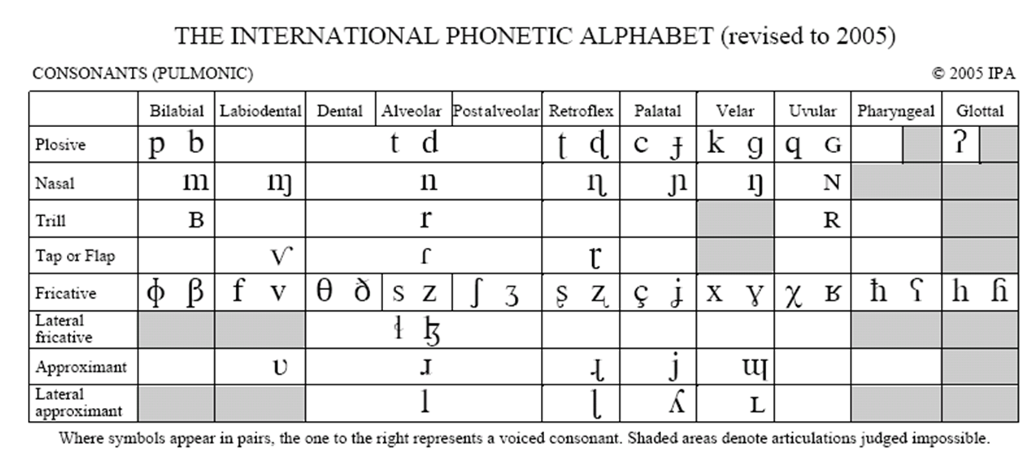 THE INTERNATIONAL PHONETIC ALPHABET (revised to 2005)
CONSONANTS (PULMONIC) © 2005 IPA
Bilabial Labiodental Dental Alveolar Postalveolar Retroflex Palatal Velar Uvular Pharyngeal Glottal
Plosive p b t d ʈ ɖ c ɟ k ɡ q ɢ ʔ
Nasal m ɱ n ɳ ɲ ŋ ɴ
Trill ʙ r ʀ
Tap or Flap ⱱ ɾ ɽ
Fricative ɸ β f v θ ð s z ʃ ʒ ʂ ʐ ç ʝ x ɣ χ ʁ ħ ʕ h ɦ
Lateral
fricative ɬ ɮ
Approximant ʋ ɹ ɻ j ɰ
Lateral
approximant l ɭ ʎ ʟ
Where symbols appear in pairs, the one to the right represents a voiced consonant. Shaded areas denote articulations judged impossible.